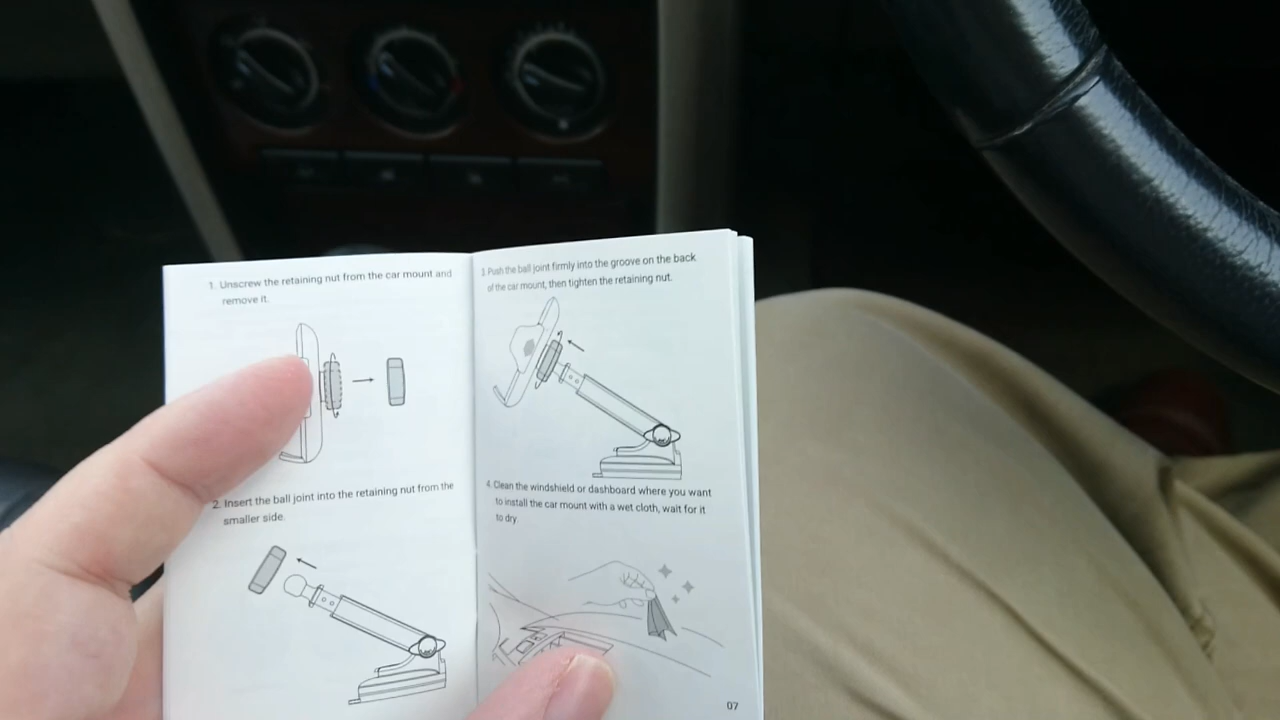 1. Unscrew the retaining nut from the car mount and
remove it.
2. Insert the ball joint into the retaining nut from the
smaller side.
3. Push the ball joint firmly into the groove on the back
of the car mount, then tighten the retaining nut.
4. Clean the windshield or dashboard where you want
to install the car mount with a wet cloth, wait for it
to dry
07